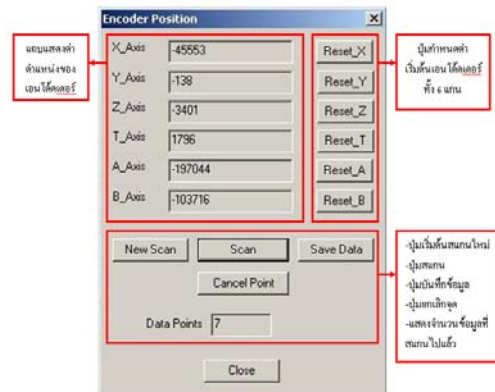 Encoder Position
แถบแสดงค่า
ตำแหน่งของ
เอนโค้ดเดอร์
X_Axis -45553 Reset_X
Y_Axis -138 Reset_Y
Z_Axis -3401 Reset_Z
T_Axis 1796 Reset_T
A_Axis -197044 Reset_A
B_Axis -103716 Reset_B
ปุ่มกำหนดค่า
เริ่มต้นเอนโค้ดเดอร์
ทั้ง 6 แกน
New Scan Scan Save Data
Cancel Point
Data Points 7
Close
-ปุ่มเริ่มต้นสแกนใหม่
-ปุ่มสแกน
-ปุ่มบันทึกข้อมูล
-ปุ่มยกเลิกจุด
-แสดงจำนวนข้อมูลที่
สแกนไปแล้ว